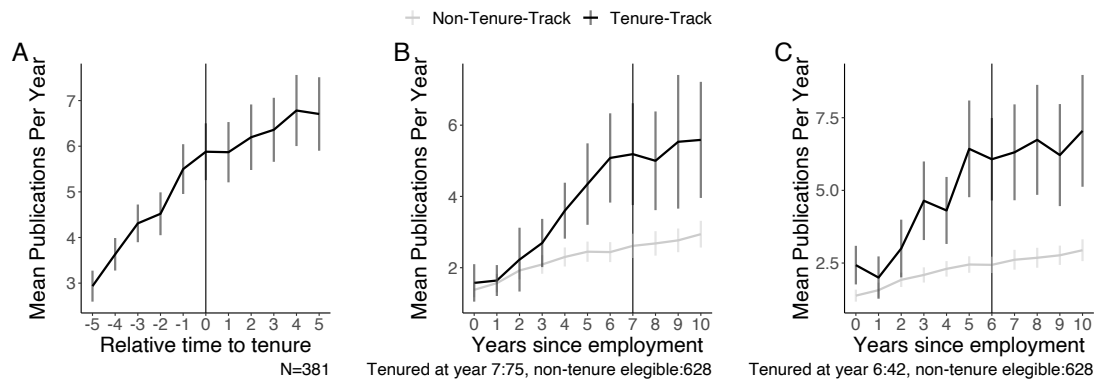 Non-Tenure-Track Tenure-Track
A
Mean Publications Per Year
7
6
5
4
3
-5 -4 -3 -2 -1 0 1 2 3 4 5
Relative time to tenure
N=381
B
Mean Publications Per Year
6
4
2
0 1 2 3 4 5 6 7 8 9 10
Years since employment
Tenured at year 7:75, non-tenure elegible:628
C
Mean Publications Per Year
7.5
5.0
2.5
0 1 2 3 4 5 6 7 8 9 10
Years since employment
Tenured at year 6:42, non-tenure elegible:628